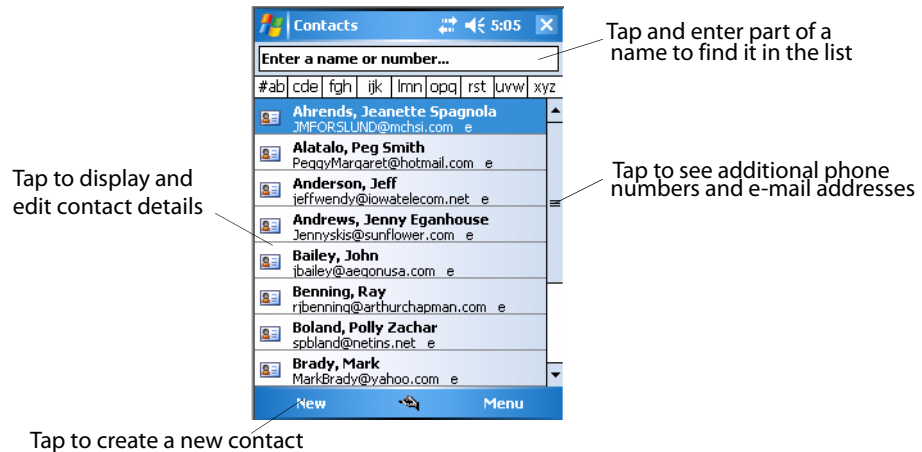 Contacts 5:05
Tap and enter part of a
name to find it in the list
Enter a name or number...
#ab cde fgh ijk lmn opq rst uvw xyz
Ahrends, Jeanette Spagnola
JMFORSLUND@mchsi.com e
Alatalo, Peg Smith
PeggyMargaret@hotmail.com e
Anderson, Jeff
jeffwendy@iowatelecom.net e
Tap to see additional phone
numbers and e-mail addresses
Tap to display and
edit contact details
Andrews, Jenny Eganhouse
Jennyskis@sunflower.com e
Bailey, John
jbailey@aegonusa.com e
Benning, Ray
rjbenning@arthurchapman.com e
Boland, Polly Zachar
spbland@netins.net e
Brady, Mark
MarkBrady@yahoo.com e
New Menu
Tap to create a new contact